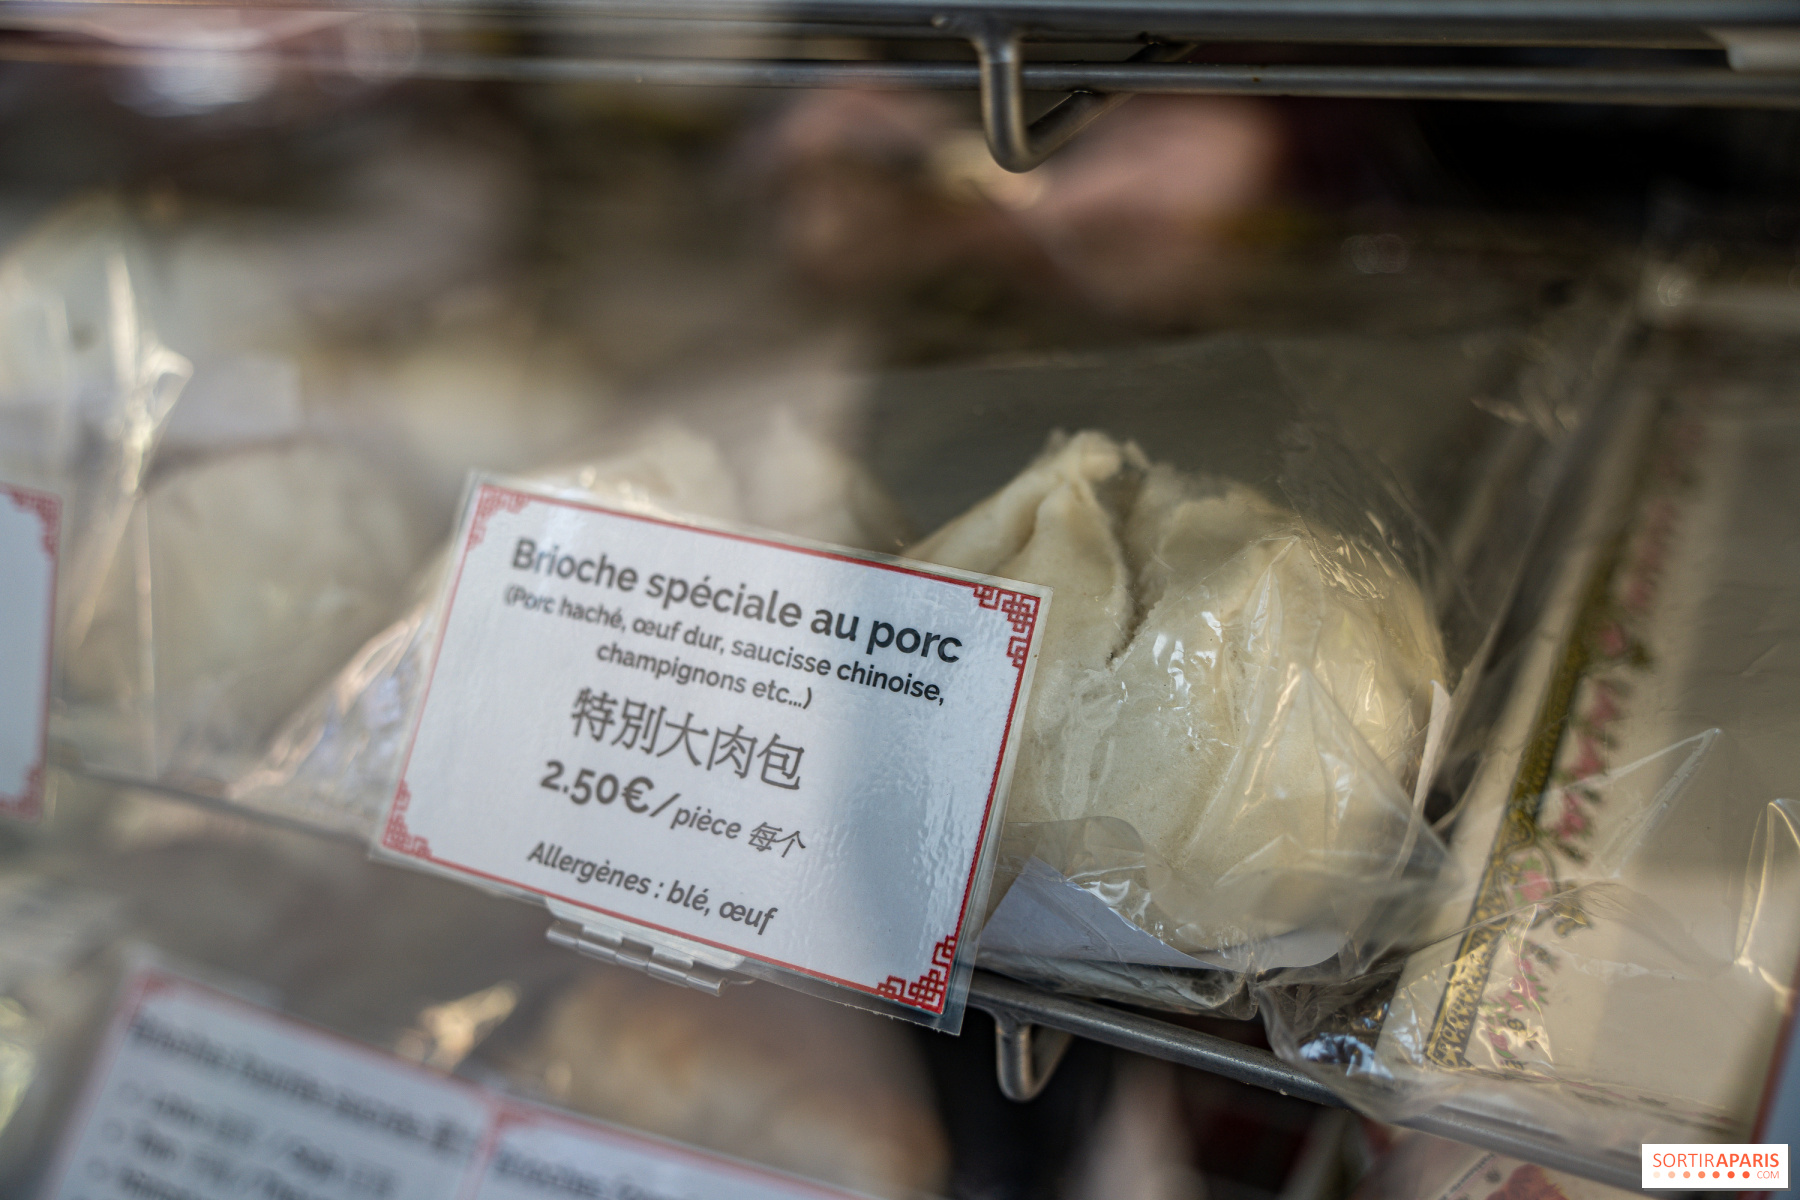 Brioche spéciale au porc
(Porc haché, œuf dur, saucisse chinoise,
champignons etc...)
特別大肉包
2.50€/pièce 每个
Allergènes : blé, œuf
SORTIRAPARIS
.COM